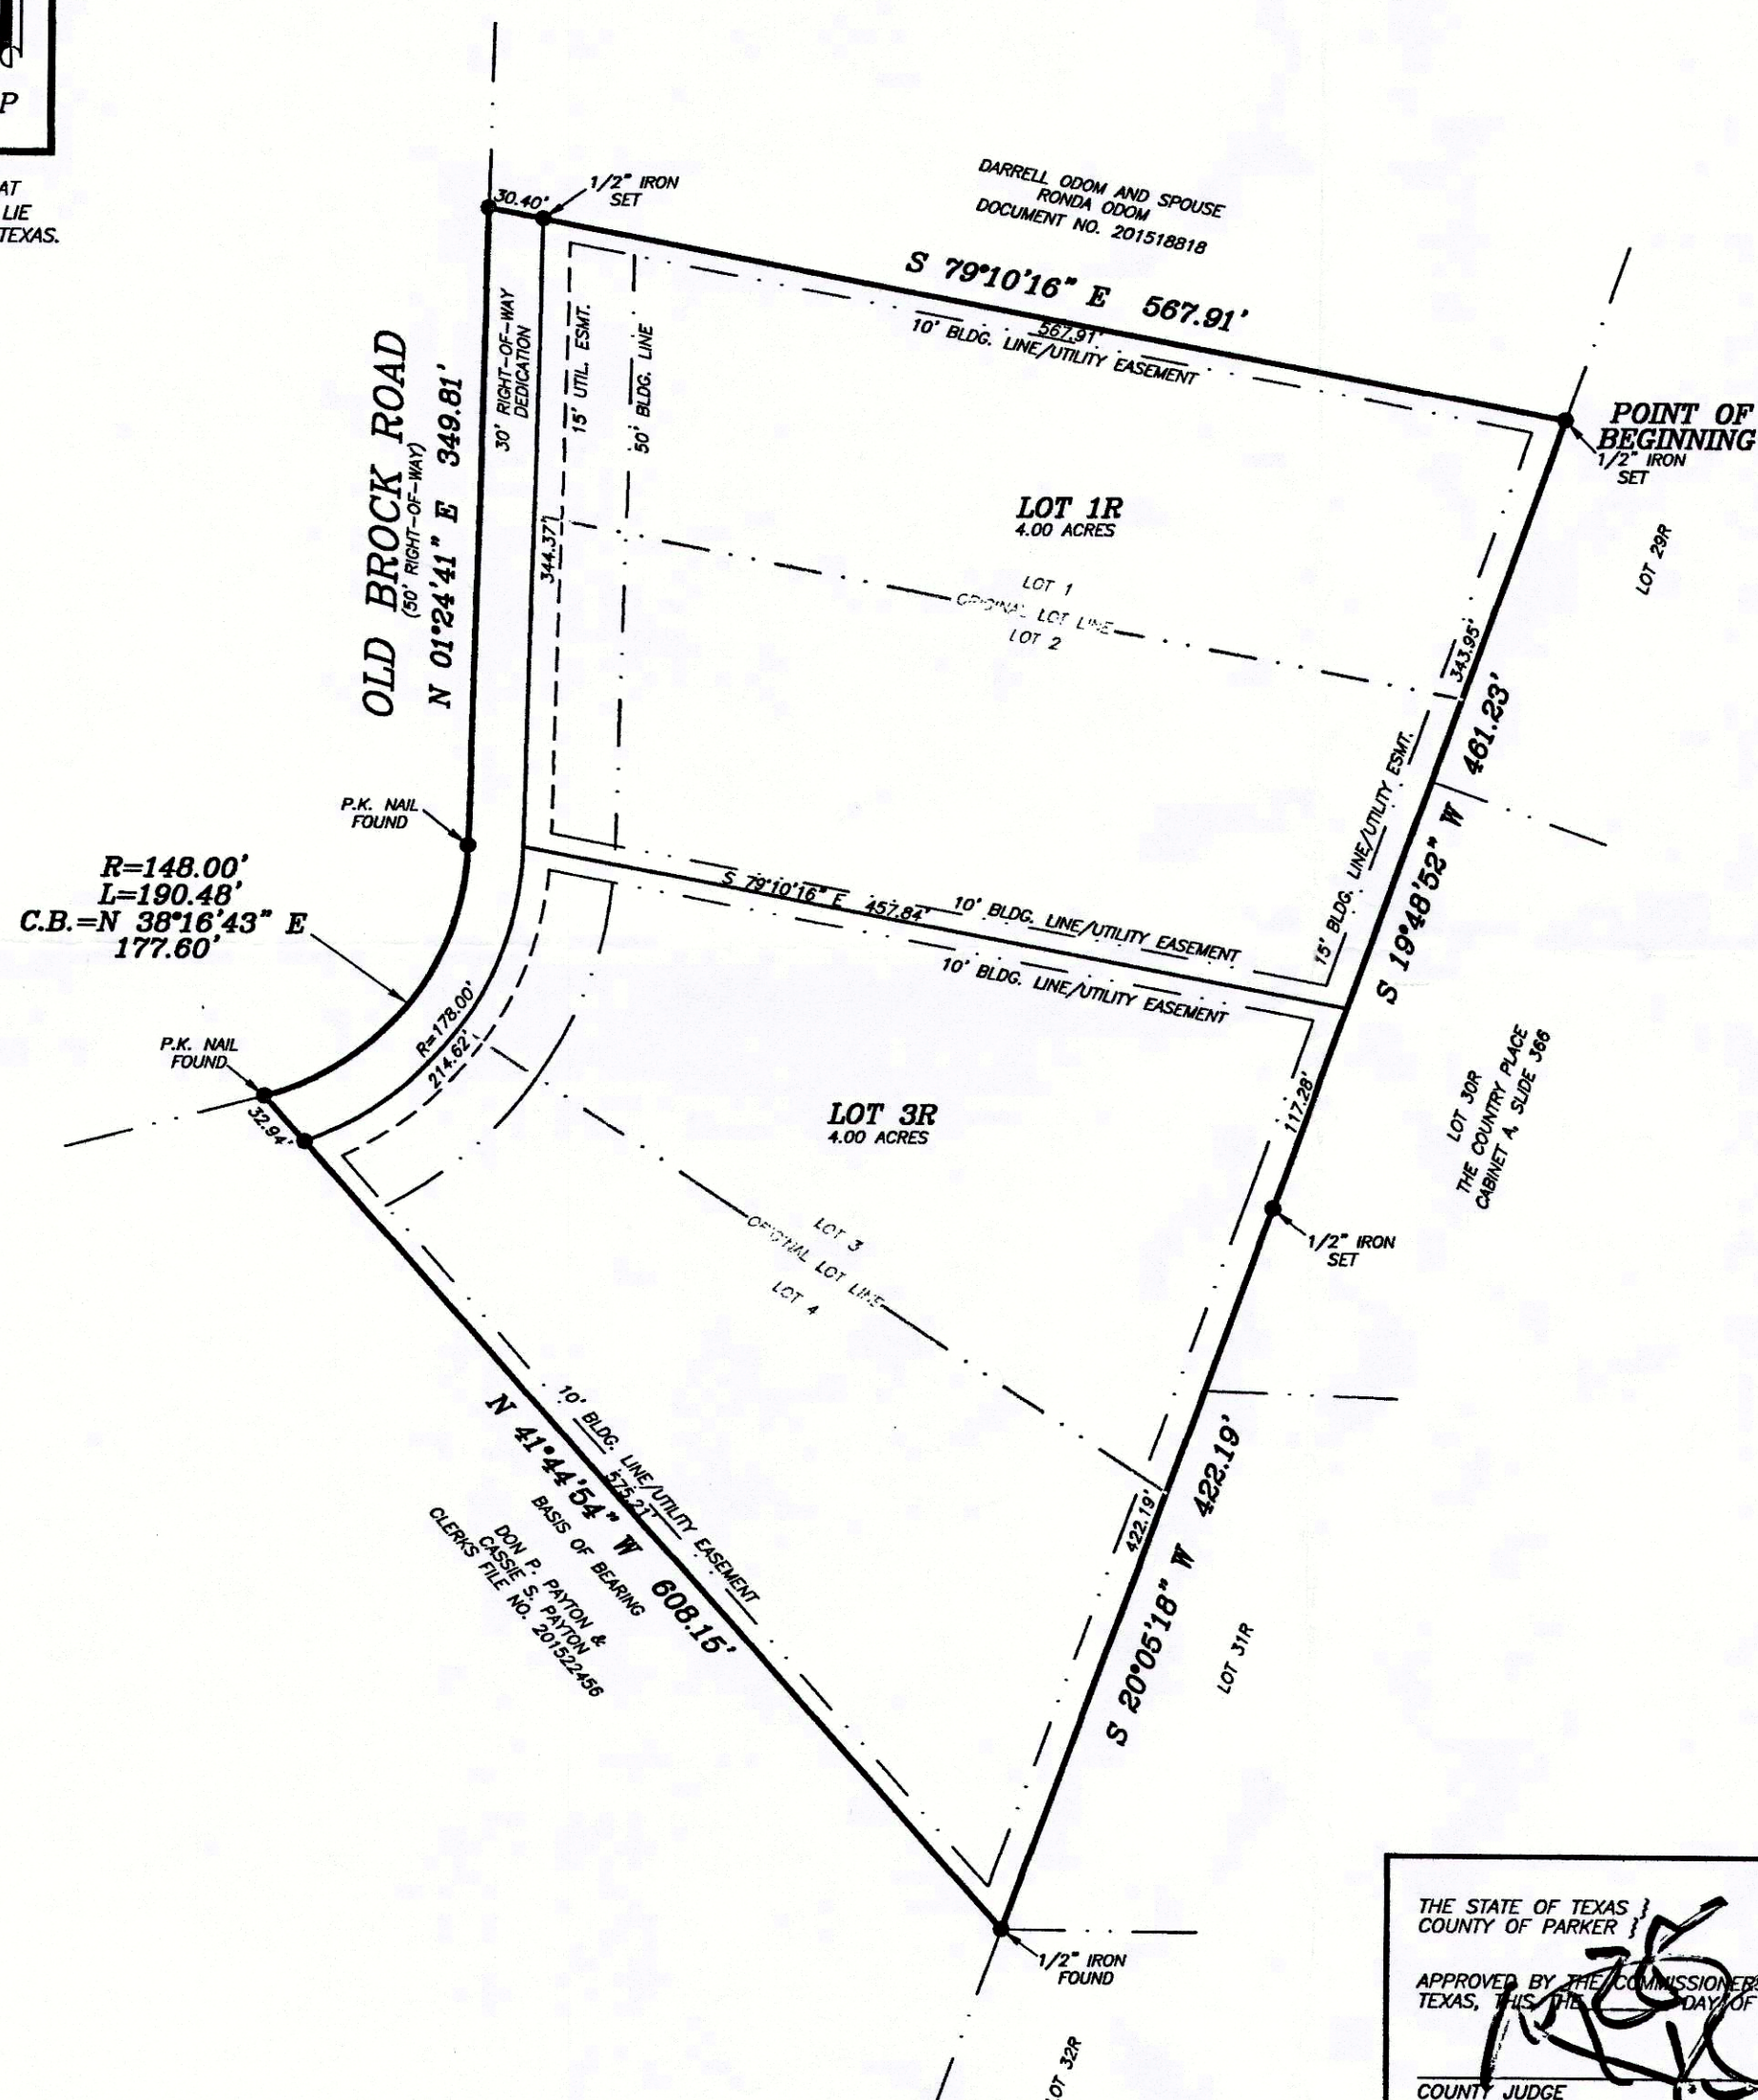 P
AT
LIE
TEXAS.
30.40'
1/2" IRON
SET
DARRELL ODOM AND SPOUSE
RONDA ODOM
DOCUMENT NO. 201518818
S 79°10'16" E 567.91'
567.91'
10' BLDG. LINE/UTILITY EASEMENT
POINT OF
BEGINNING
1/2" IRON
SET
OLD BROCK ROAD
(50' RIGHT-OF-WAY)
N 01°24'41" E 349.81'
30' RIGHT-OF-WAY
DEDICATION
15' UTIL. ESMT.
50' BLDG. LINE
344.37'
LOT 1R
4.00 ACRES
LOT 1
ORIGINAL LOT LINE
LOT 2
LOT 29R
343.95'
S 19°48'52" W 461.23'
15' BLDG. LINE/UTILITY ESMT.
P.K. NAIL
FOUND
R=148.00'
L=190.48'
C.B.=N 38°16'43" E
177.60'
S 79°10'16" E 457.84'
10' BLDG. LINE/UTILITY EASEMENT
10' BLDG. LINE/UTILITY EASEMENT
P.K. NAIL
FOUND
R=178.00'
214.62'
32.94'
LOT 3R
4.00 ACRES
117.28'
LOT 30R
THE COUNTRY PLACE
CABINET A, SLIDE 366
1/2" IRON
SET
LOT 3
ORIGINAL LOT LINE
LOT 4
10' BLDG. LINE/UTILITY EASEMENT
575.21'
N 41°44'54" W 608.15'
BASIS OF BEARING
DON P. PAYTON &
CASSIE S. PAYTON
CLERKS FILE NO. 201522456
422.19'
S 20°05'18" W 422.19'
LOT 31R
1/2" IRON
FOUND
LOT 32R
THE STATE OF TEXAS }
COUNTY OF PARKER }
APPROVED BY THE COMMISSIONERS
TEXAS, THIS THE DAY OF
COUNTY JUDGE